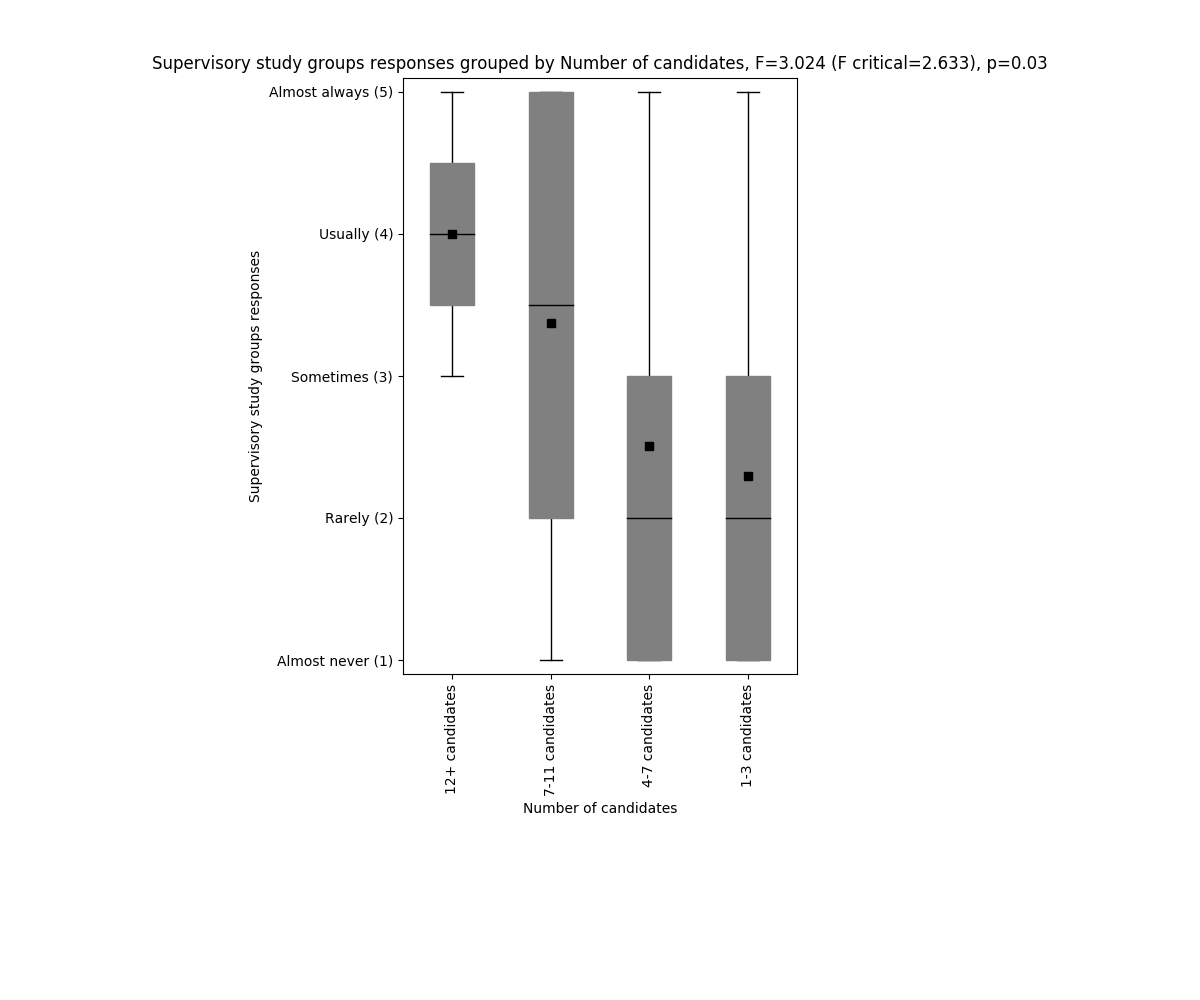 Supervisory study groups responses grouped by Number of candidates, F=3.024 (F critical=2.633), p=0.03
Almost always (5)
Usually (4)
Sometimes (3)
Rarely (2)
Almost never (1)
Supervisory study groups responses
12+ candidates
7-11 candidates
4-7 candidates
1-3 candidates
Number of candidates